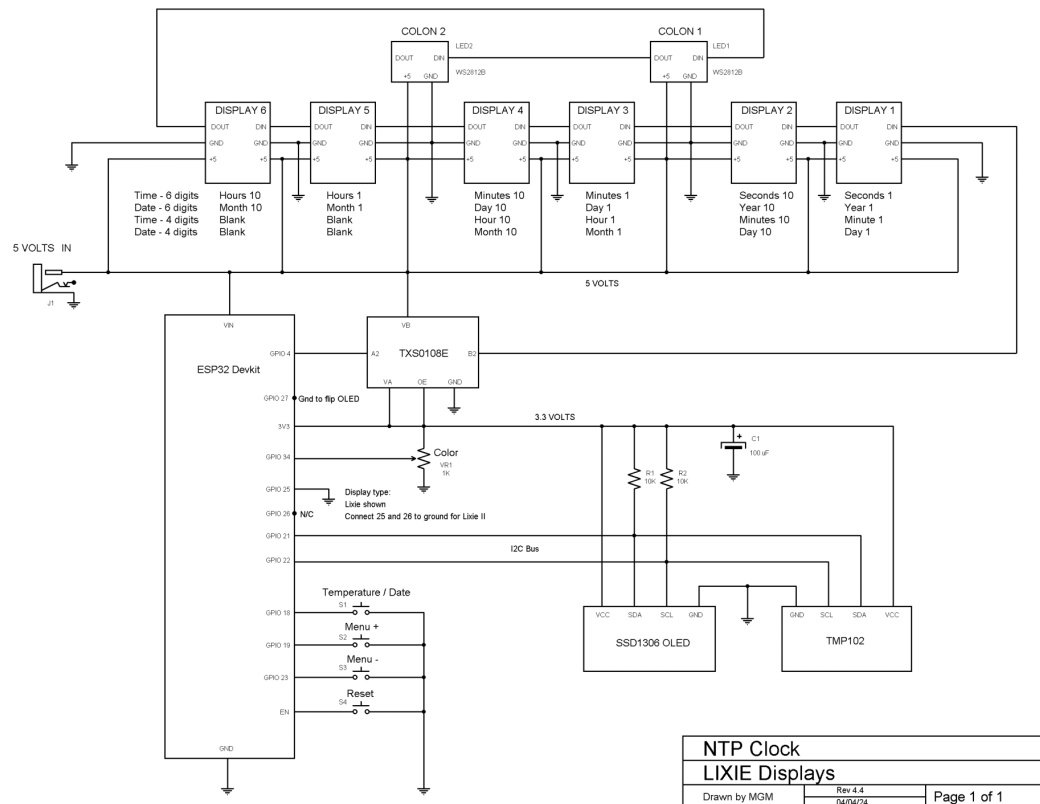 COLON 2
COLON 1
LED2
LED1
DOUT DIN
DOUT DIN
WS2812B
WS2812B
+5 GND
+5 GND
DISPLAY 6
DISPLAY 5
DISPLAY 4
DISPLAY 3
DISPLAY 2
DISPLAY 1
DOUT DIN
DOUT DIN
DOUT DIN
DOUT DIN
DOUT DIN
DOUT DIN
GND GND
GND GND
GND GND
GND GND
GND GND
GND GND
+5 +5
+5 +5
+5 +5
+5 +5
+5 +5
+5 +5
Time - 6 digits Hours 10 Hours 1 Minutes 10 Minutes 1 Seconds 10 Seconds 1
Date - 6 digits Month 10 Month 1 Day 10 Day 1 Year 10 Year 1
Time - 4 digits Blank Blank Hour 10 Hour 1 Minutes 10 Minute 1
Date - 4 digits Blank Blank Month 10 Month 1 Day 10 Day 1
5 VOLTS IN
J1
5 VOLTS
VIN
ESP32 Devkit
GPIO 4
GPIO 27
Gnd to flip OLED
3V3
GPIO 34
GPIO 25
GPIO 26
N/C
GPIO 21
GPIO 22
GPIO 18
GPIO 19
GPIO 23
EN
GND
VB
A2 TXS0108E B2
VA OE GND
3.3 VOLTS
Color
VR1
1K
Display type:
Lixie shown
Connect 25 and 26 to ground for Lixie II
R1
10K
R2
10K
+
C1
100 uF
I2C Bus
Temperature / Date
S1
Menu +
S2
Menu -
S3
Reset
S4
VCC SDA SCL GND
SSD1306 OLED
GND SCL SDA VCC
TMP102
NTP Clock
LIXIE Displays
Drawn by MGM
Rev 4.4
04/04/24
Page 1 of 1